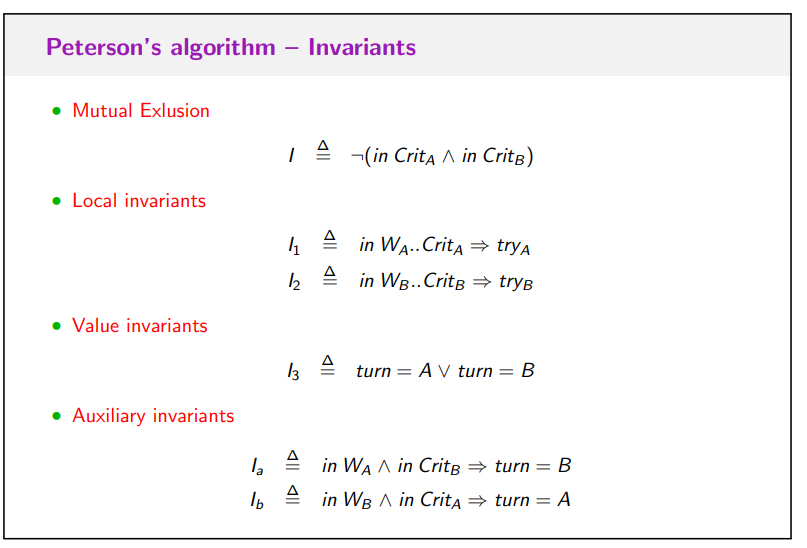 Peterson's algorithm – Invariants
• Mutual Exlusion
I ≜ ¬(in Crit_A ∧ in Crit_B)
• Local invariants
I_1 ≜ in W_A..Crit_A ⇒ try_A
I_2 ≜ in W_B..Crit_B ⇒ try_B
• Value invariants
I_3 ≜ turn = A ∨ turn = B
• Auxiliary invariants
I_a ≜ in W_A ∧ in Crit_B ⇒ turn = B
I_b ≜ in W_B ∧ in Crit_A ⇒ turn = A